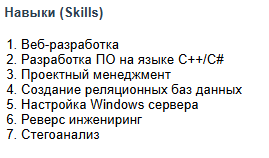 Навыки (Skills)
1. Веб-разработка
2. Разработка ПО на языке C++/C#
3. Проектный менеджмент
4. Создание реляционных баз данных
5. Настройка Windows сервера
6. Реверс инжениринг
7. Стегоанализ